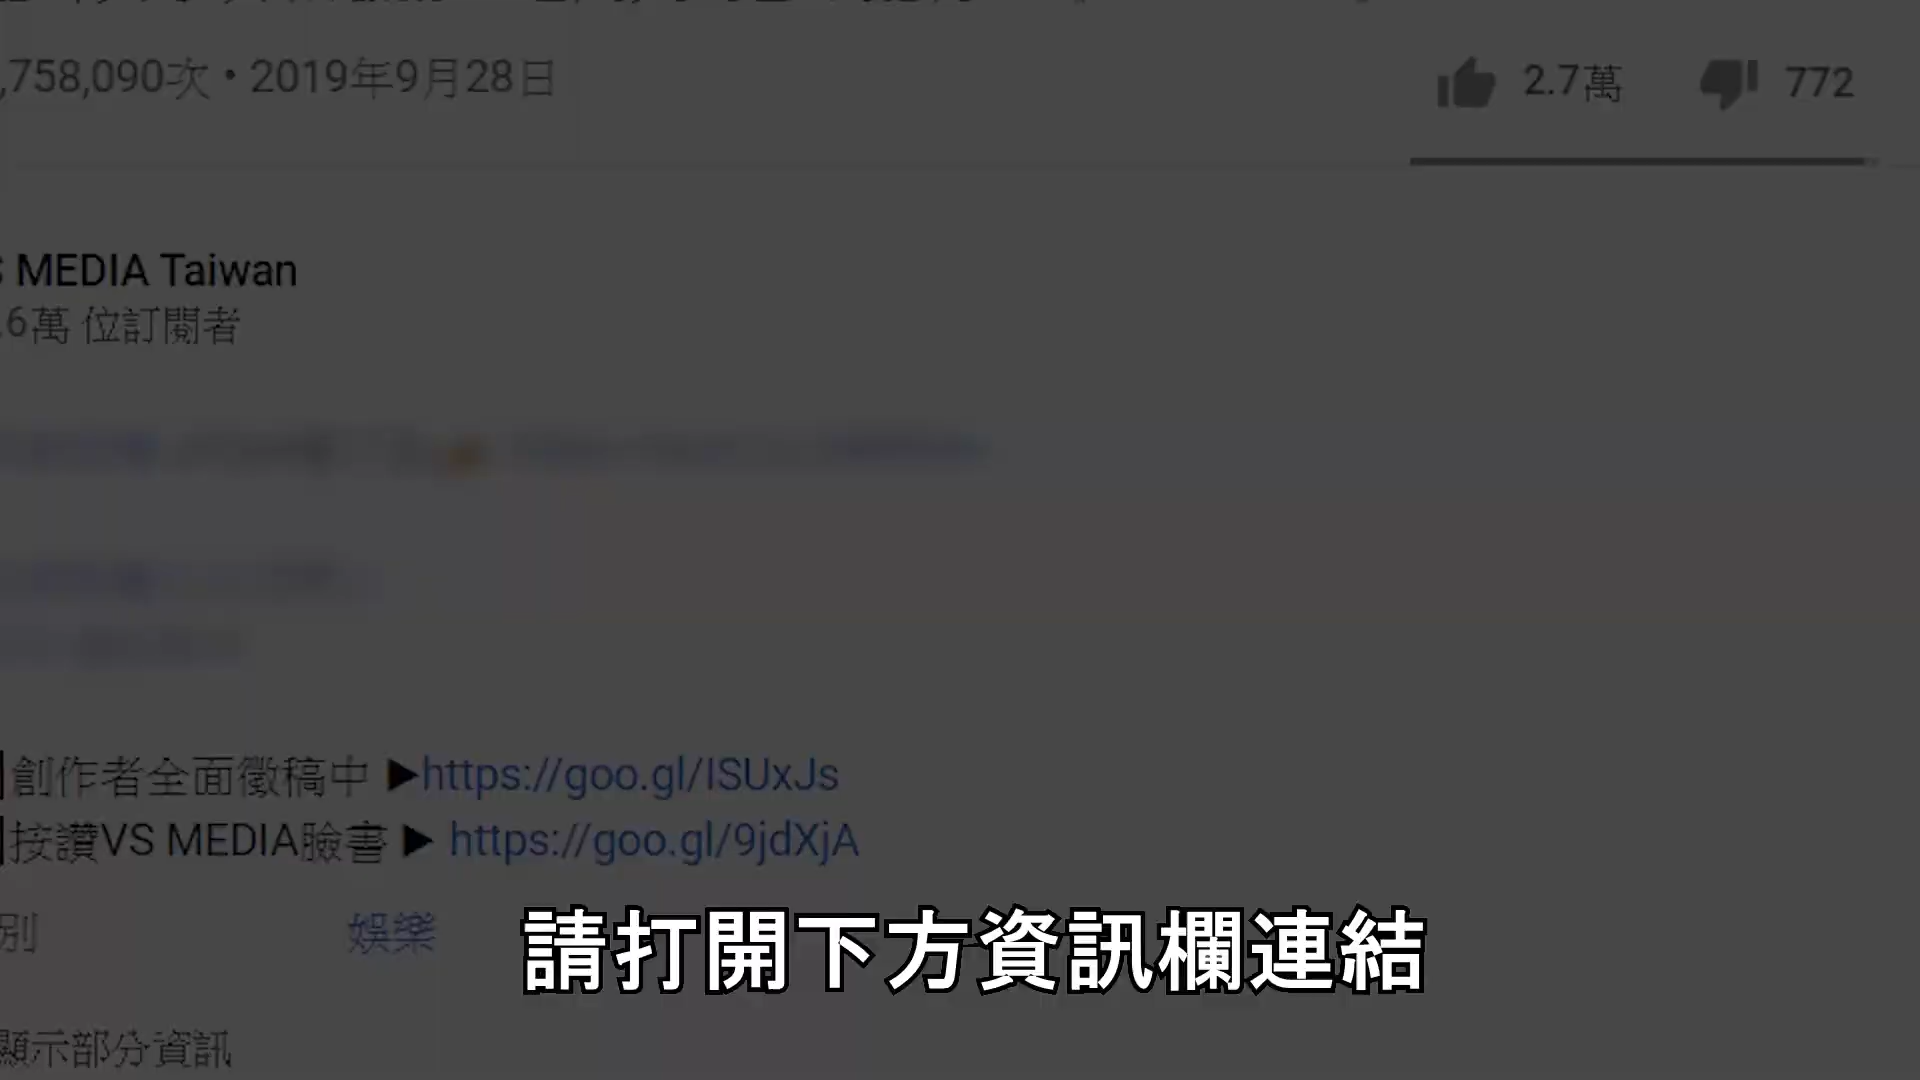 ,758,090次 • 2019年9月28日
2.7萬 772
MEDIA Taiwan
.6萬 位訂閱者
創作者全面徵稿中 ▶https://goo.gl/ISUxJs
按讚VS MEDIA臉書 ▶ https://goo.gl/9jdXjA
別 娛樂
請打開下方資訊欄連結
顯示部分資訊